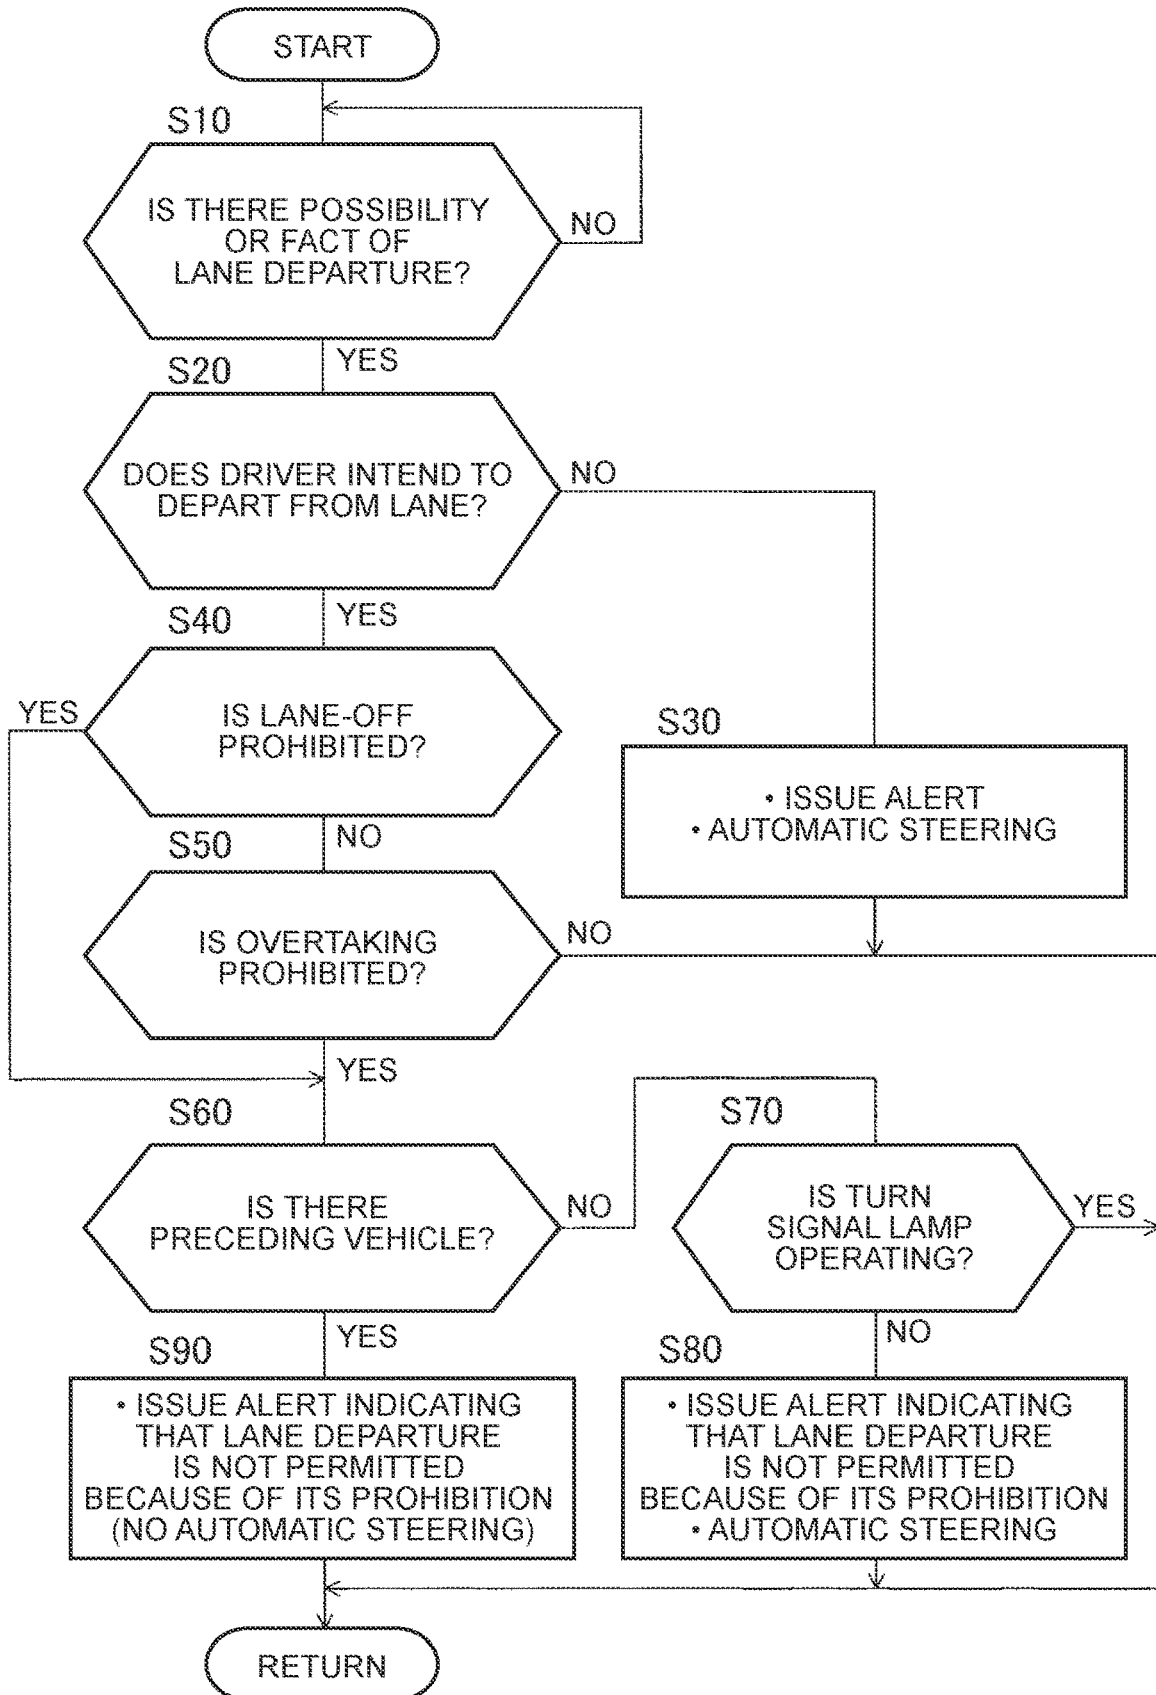 START
S10
IS THERE POSSIBILITY
OR FACT OF
LANE DEPARTURE?
NO
YES
S20
DOES DRIVER INTEND TO
DEPART FROM LANE?
NO
YES
S40
YES
IS LANE-OFF
PROHIBITED?
S30
• ISSUE ALERT
• AUTOMATIC STEERING
NO
S50
IS OVERTAKING
PROHIBITED?
NO
YES
S60
IS THERE
PRECEDING VEHICLE?
NO
S70
IS TURN
SIGNAL LAMP
OPERATING?
YES
YES
NO
S90
• ISSUE ALERT INDICATING
THAT LANE DEPARTURE
IS NOT PERMITTED
BECAUSE OF ITS PROHIBITION
(NO AUTOMATIC STEERING)
S80
• ISSUE ALERT INDICATING
THAT LANE DEPARTURE
IS NOT PERMITTED
BECAUSE OF ITS PROHIBITION
• AUTOMATIC STEERING
RETURN